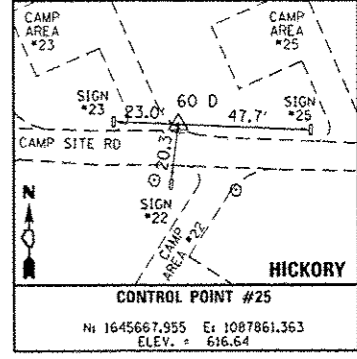 CAMP
AREA
#23
CAMP
AREA
#25
SIGN
#23
23.0'
60 D
47.7'
SIGN
#25
CAMP SITE RD
20.3'
SIGN
#22
CAMP
AREA
#22
N
HICKORY
CONTROL POINT #25
N: 1645667.955 E: 1087861.363
ELEV. = 616.64